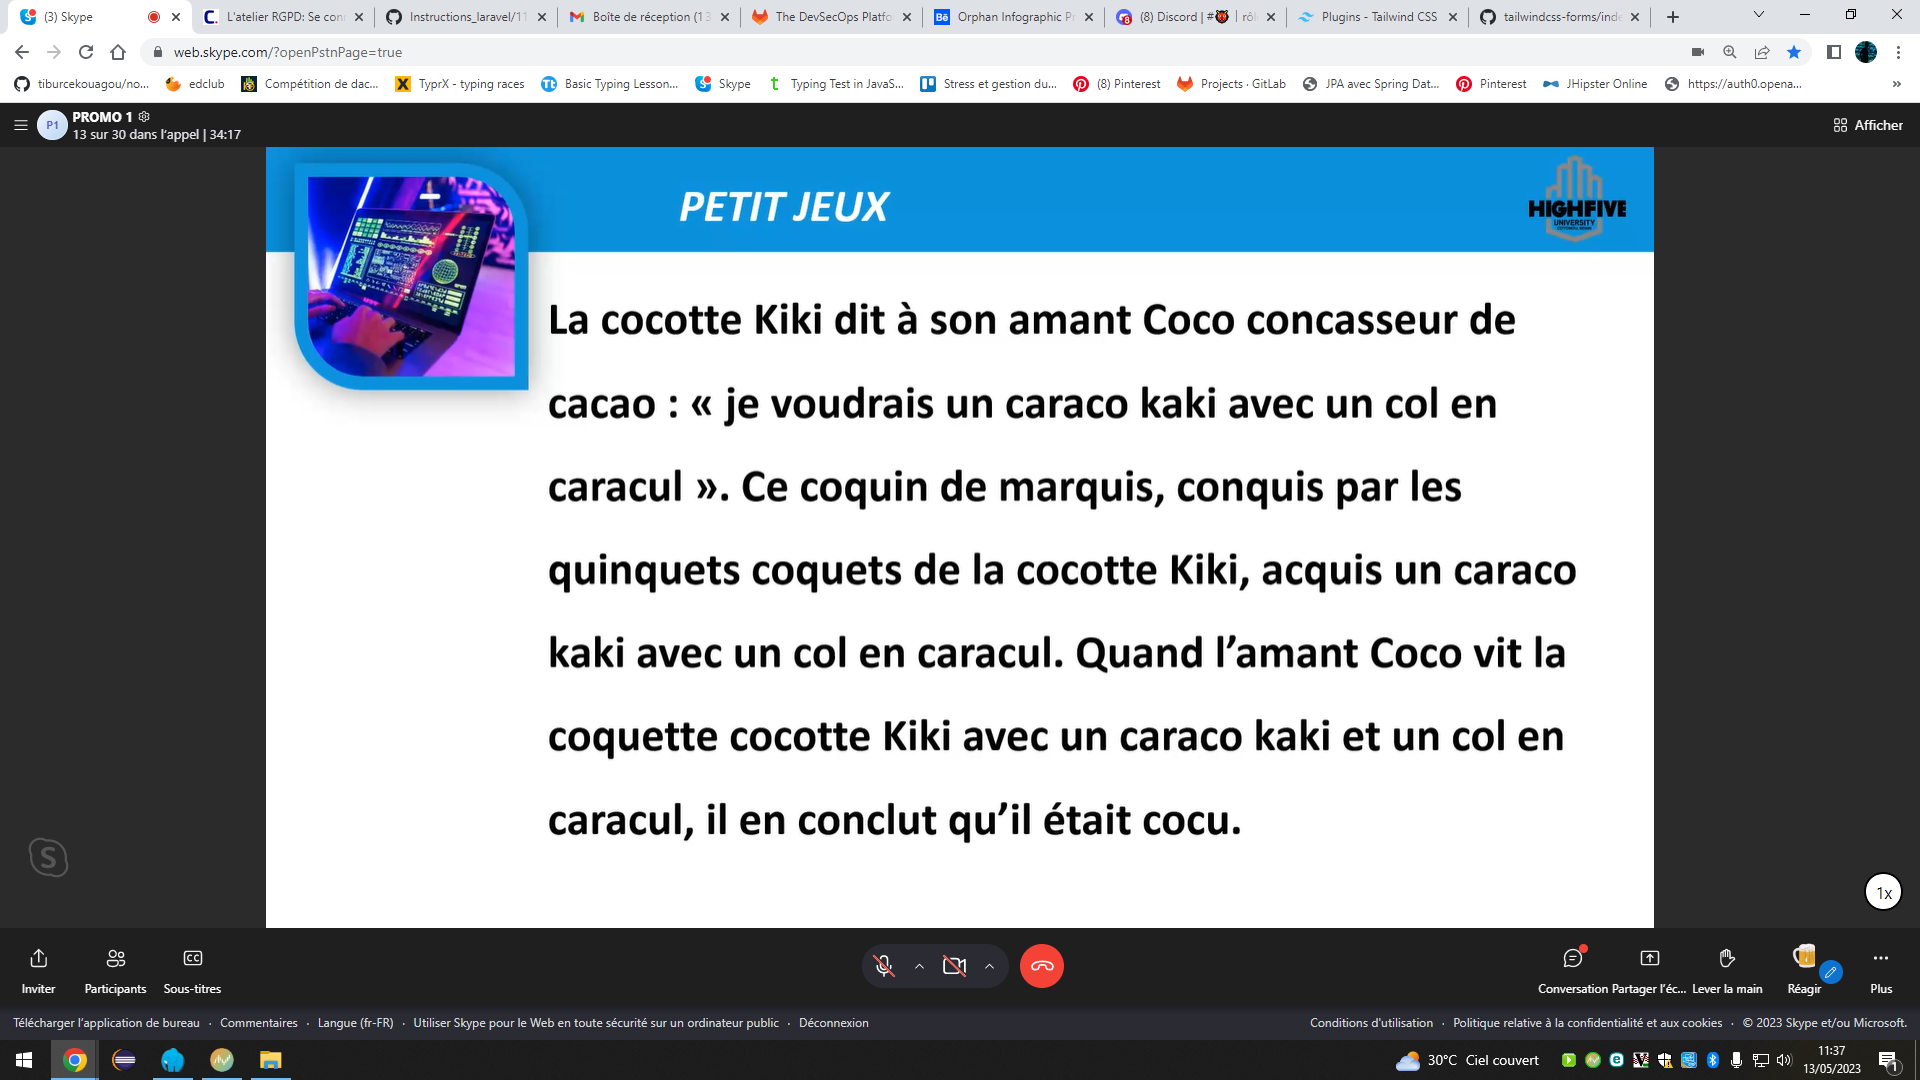 (3) Skype
L'atelier RGPD: Se con
Instructions_laravel/11
Boîte de réception (13
The DevSecOps Platfo
Orphan Infographic P
(8) Discord | # | rôl
Plugins - Tailwind CSS
tailwindcss-forms/inde
web.skype.com/?openPstnPage=true
tiburcekouagou/no...
edclub
Compétition de dac...
TyprX - typing races
Basic Typing Lesson...
Skype
Typing Test in JavaS...
Stress et gestion du...
(8) Pinterest
Projects · GitLab
JPA avec Spring Dat...
Pinterest
JHipster Online
https://auth0.opena...
P1
PROMO 1
13 sur 30 dans l'appel | 34:17
Afficher
PETIT JEUX
HIGHFIVE
UNIVERSITY
La cocotte Kiki dit à son amant Coco concasseur de
cacao : « je voudrais un caraco kaki avec un col en
caracul ». Ce coquin de marquis, conquis par les
quinquets coquets de la cocotte Kiki, acquis un caraco
kaki avec un col en caracul. Quand l’amant Coco vit la
coquette cocotte Kiki avec un caraco kaki et un col en
caracul, il en conclut qu’il était cocu.
1x
Inviter
Participants
Sous-titres
Conversation
Partager l'éc...
Lever la main
Réagir
Plus
Télécharger l'application de bureau · Commentaires · Langue (fr-FR) · Utiliser Skype pour le Web en toute sécurité sur un ordinateur public · Déconnexion
Conditions d'utilisation · Politique relative à la confidentialité et aux cookies · © 2023 Skype et/ou Microsoft.
30°C Ciel couvert
11:37
13/05/2023
1